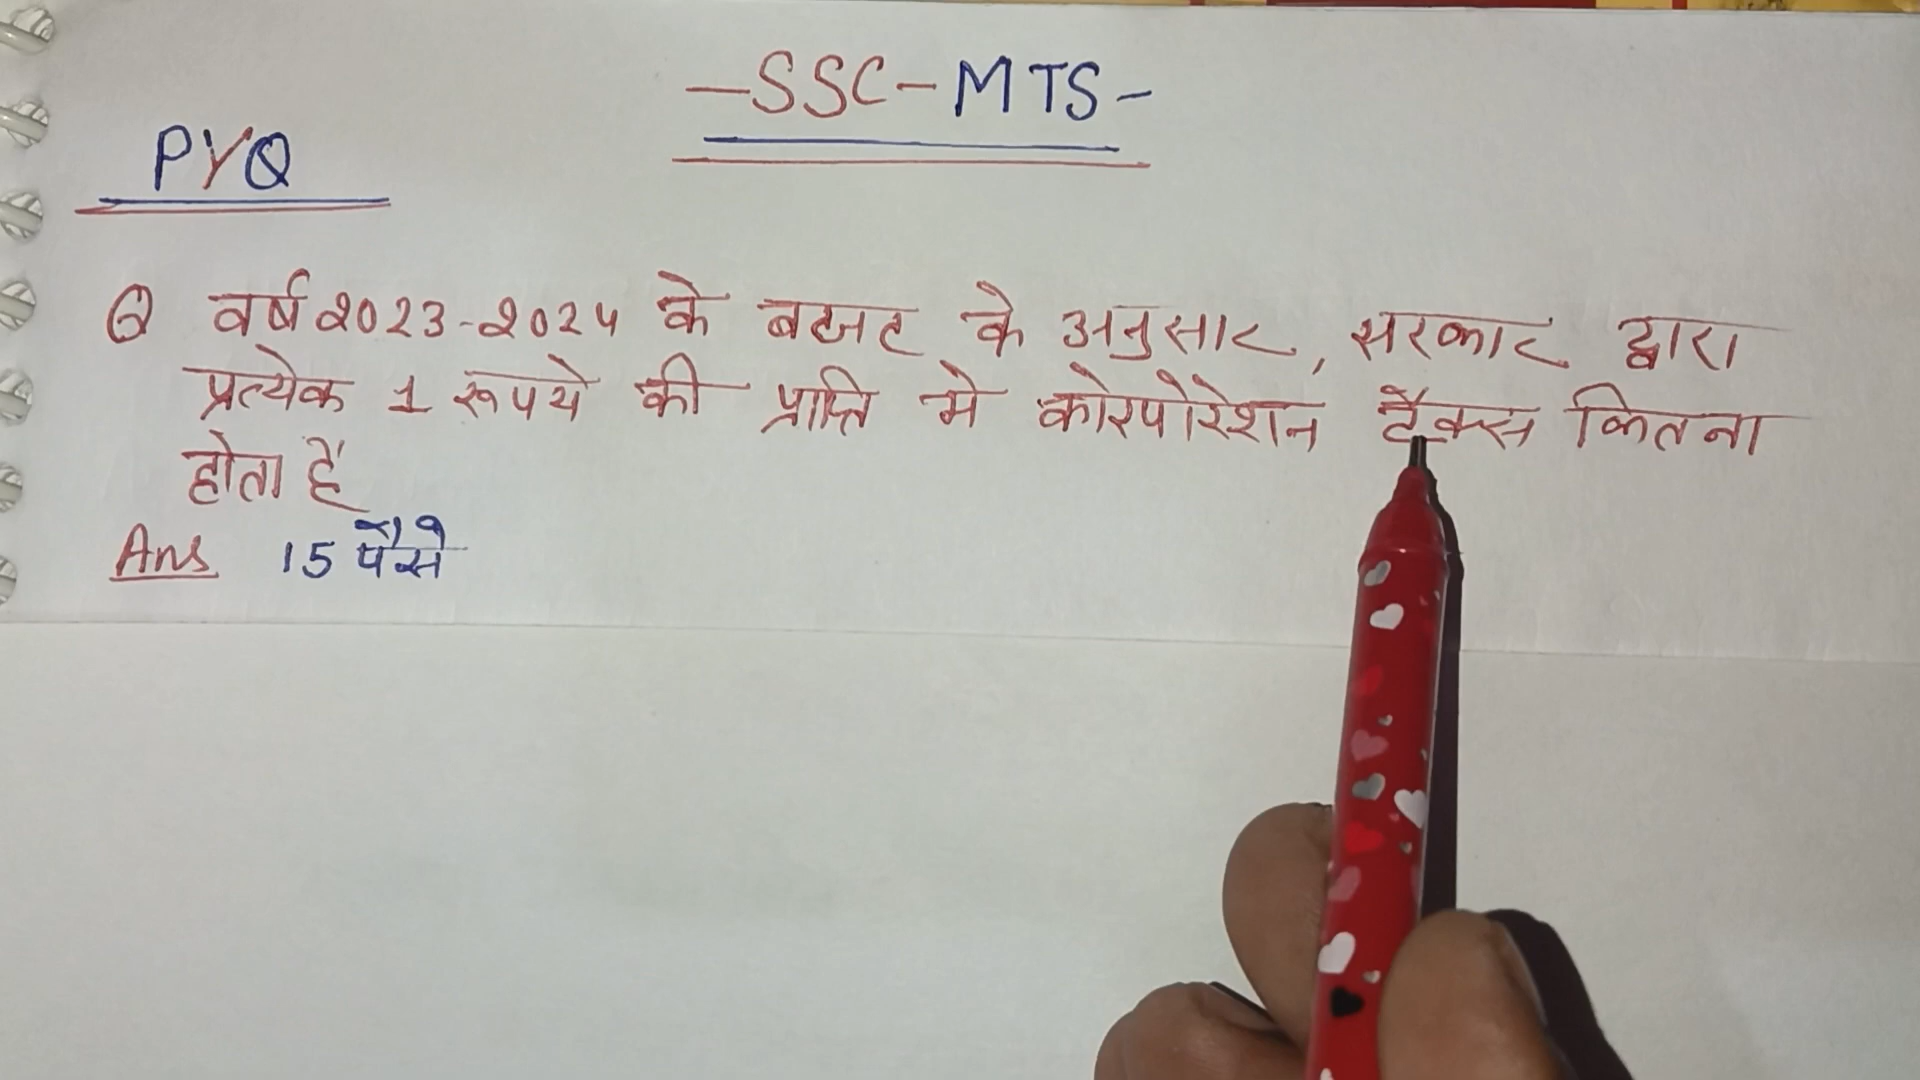 -SSC-MTS-
PYQ
Q वर्ष 2023-2024 के बजट के अनुसार, सरकार द्वारा
प्रत्येक 1 रूपये की प्राप्ति मे कोरपोरेशन टैक्स कितना
होता है
Ans 15 पैसे